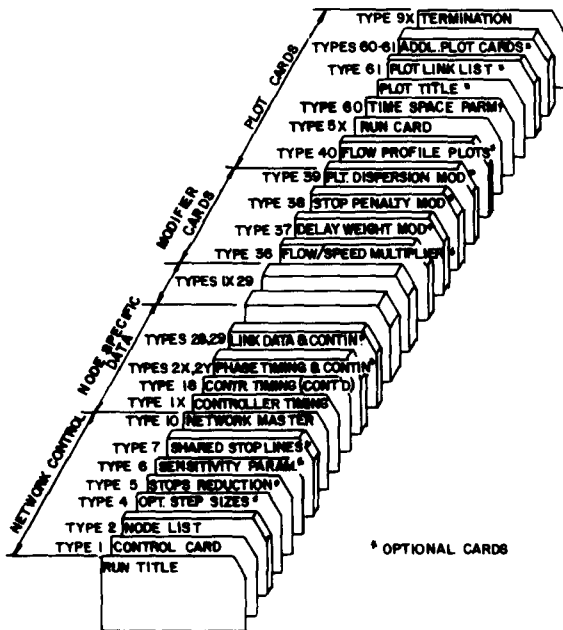 TYPE 9X TERMINATION
TYPES 60-61 ADDL. PLOT CARDS*
TYPE 61 PLOT LINK LIST *
PLOT TITLE *
TYPE 60 TIME SPACE PARM*
TYPE 5X RUN CARD
TYPE 40 FLOW PROFILE PLOTS*
TYPE 39 PLT. DISPERSION MOD *
TYPE 38 STOP PENALTY MOD*
TYPE 37 DELAY WEIGHT MOD*
TYPE 36 FLOW/SPEED MULTIPLIER*
TYPES 1X 29
TYPES 28,29 LINK DATA & CONTIN*
TYPES 2X,2Y PHASE TIMING & CONTIN*
TYPE 18 CONTR. TIMING (CONT'D)
TYPE 1X CONTROLLER TIMING
TYPE 10 NETWORK MASTER
TYPE 7 SHARED STOP LINES*
TYPE 6 SENSITIVITY PARAM.*
TYPE 5 STOPS REDUCTION*
TYPE 4 OPT. STEP SIZES*
TYPE 2 NODE LIST
TYPE 1 CONTROL CARD
RUN TITLE
PLOT CARDS
MODIFIER
CARDS
NODE SPECIFIC
DATA
NETWORK CONTROL
* OPTIONAL CARDS